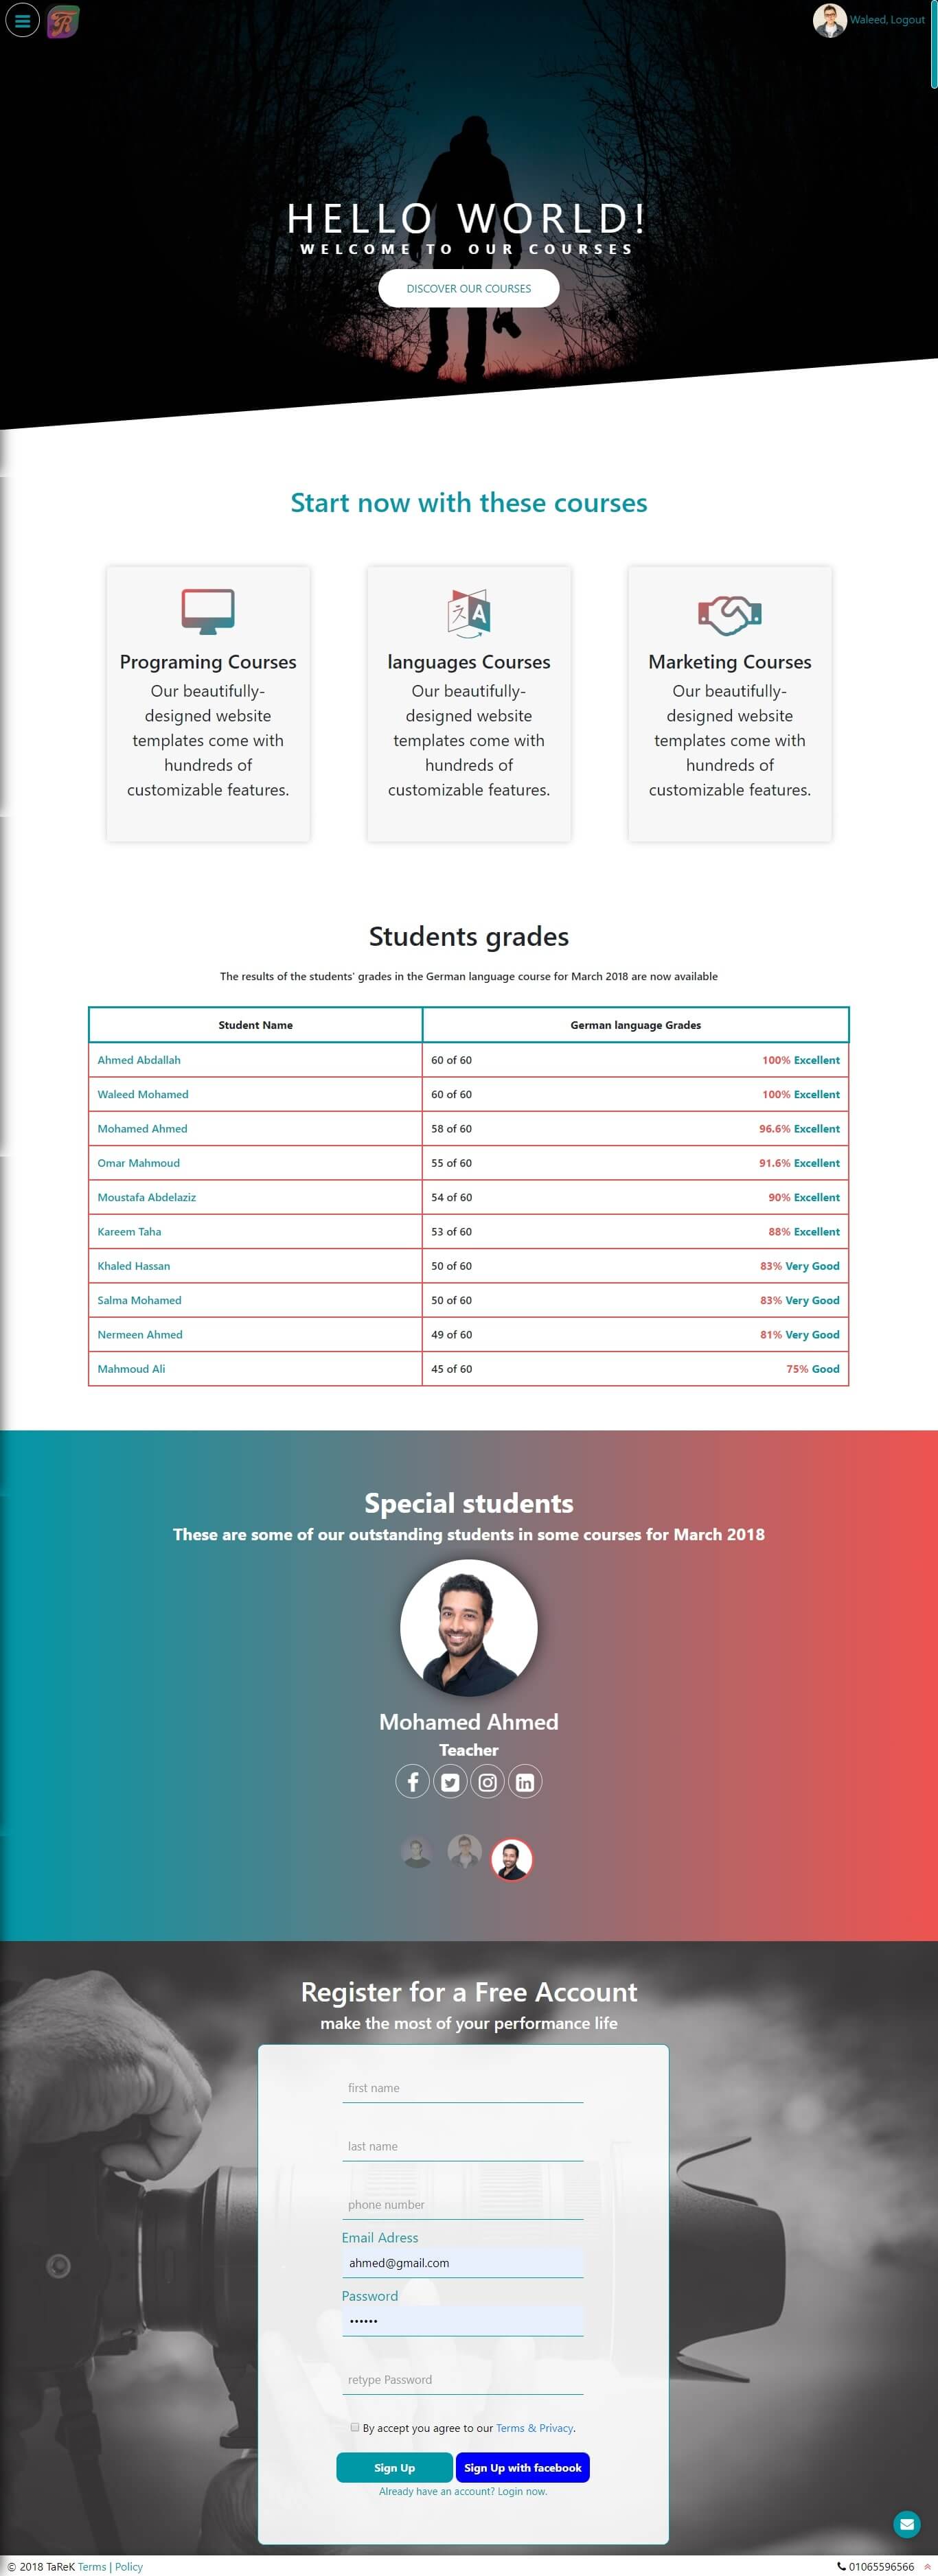 Waleed, Logout
HELLO WORLD!
WELCOME TO OUR COURSES
DISCOVER OUR COURSES
Start now with these courses
Programing Courses
Our beautifully-
designed website
templates come with
hundreds of
customizable features.
languages Courses
Our beautifully-
designed website
templates come with
hundreds of
customizable features.
Marketing Courses
Our beautifully-
designed website
templates come with
hundreds of
customizable features.
Students grades
The results of the students' grades in the German language course for March 2018 are now available
Student Name German language Grades
Ahmed Abdallah 60 of 60 100% Excellent
Waleed Mohamed 60 of 60 100% Excellent
Mohamed Ahmed 58 of 60 96.6% Excellent
Omar Mahmoud 55 of 60 91.6% Excellent
Moustafa Abdelaziz 54 of 60 90% Excellent
Kareem Taha 53 of 60 88% Excellent
Khaled Hassan 50 of 60 83% Very Good
Salma Mohamed 50 of 60 83% Very Good
Nermeen Ahmed 49 of 60 81% Very Good
Mahmoud Ali 45 of 60 75% Good
Special students
These are some of our outstanding students in some courses for March 2018
Mohamed Ahmed
Teacher
Register for a Free Account
make the most of your performance life
first name
last name
phone number
Email Adress
ahmed@gmail.com
Password
••••••
retype Password
By accept you agree to our Terms & Privacy.
Sign Up Sign Up with facebook
Already have an account? Login now.
© 2018 TaReK Terms | Policy 01065596566